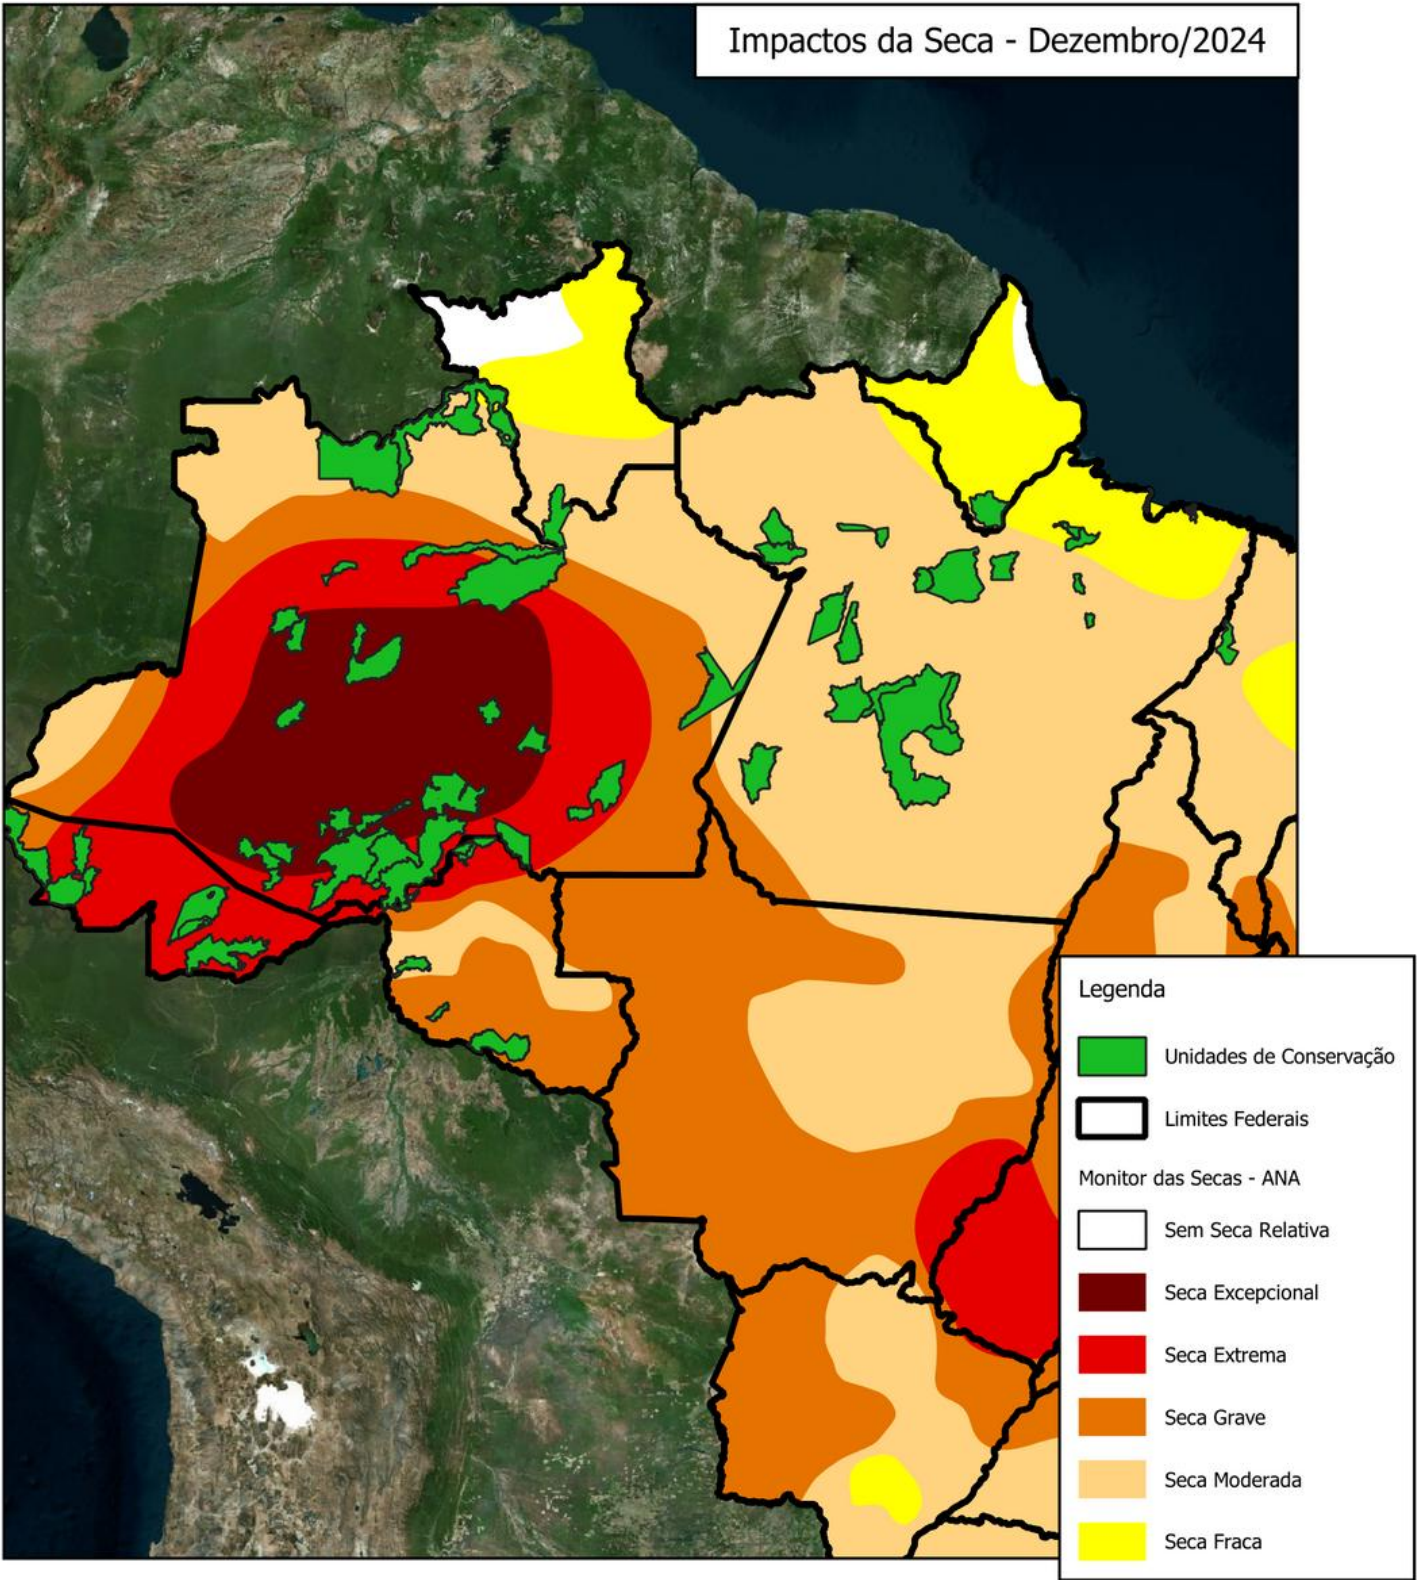 Impactos da Seca - Dezembro/2024
Legenda
Unidades de Conservação
Limites Federais
Monitor das Secas - ANA
Sem Seca Relativa
Seca Excepcional
Seca Extrema
Seca Grave
Seca Moderada
Seca Fraca